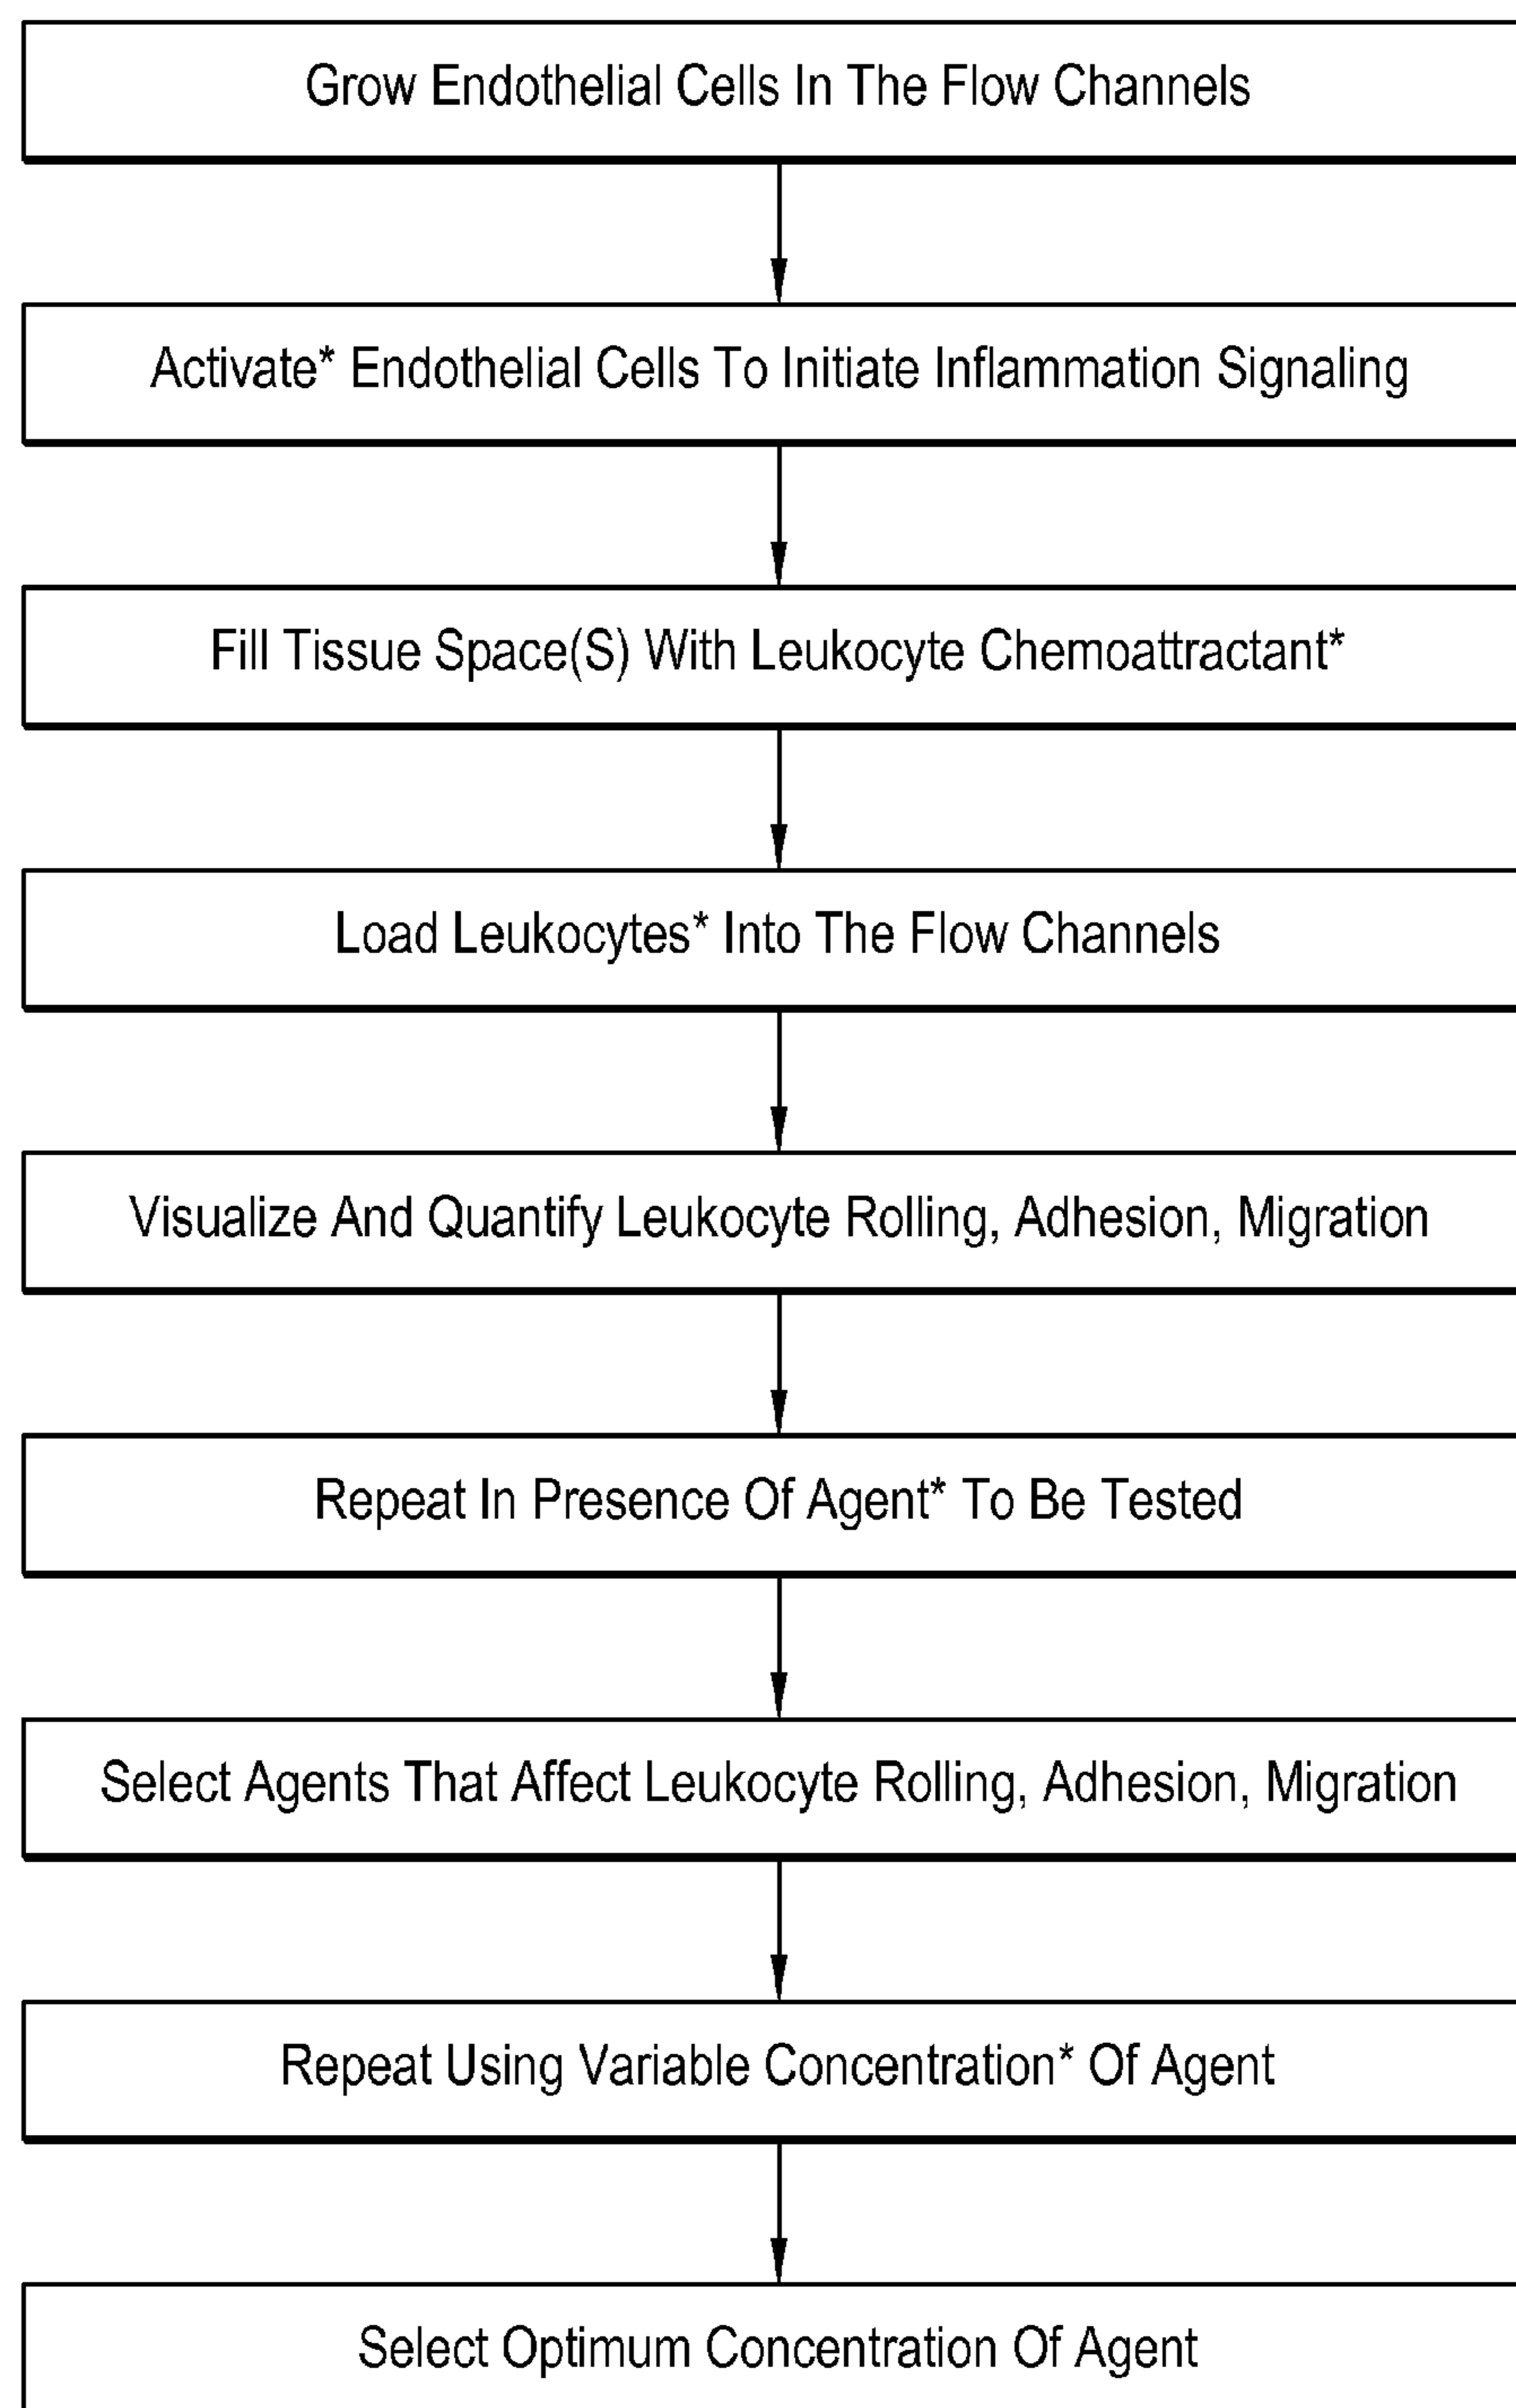 Grow Endothelial Cells In The Flow Channels
Activate* Endothelial Cells To Initiate Inflammation Signaling
Fill Tissue Space(S) With Leukocyte Chemoattractant*
Load Leukocytes* Into The Flow Channels
Visualize And Quantify Leukocyte Rolling, Adhesion, Migration
Repeat In Presence Of Agent* To Be Tested
Select Agents That Affect Leukocyte Rolling, Adhesion, Migration
Repeat Using Variable Concentration* Of Agent
Select Optimum Concentration Of Agent